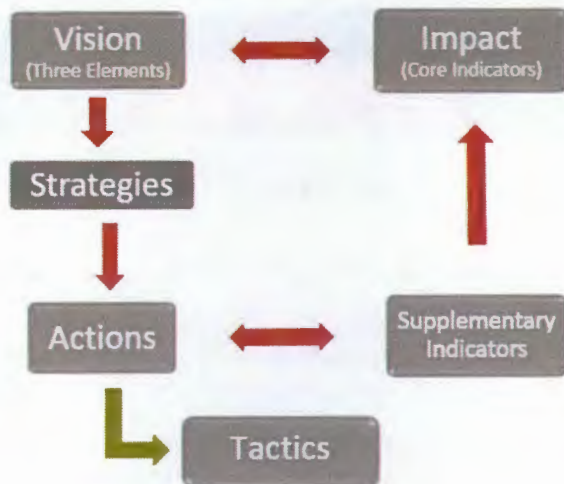 Vision
(Three Elements)
Impact
(Core Indicators)
Strategies
Actions
Supplementary
Indicators
Tactics